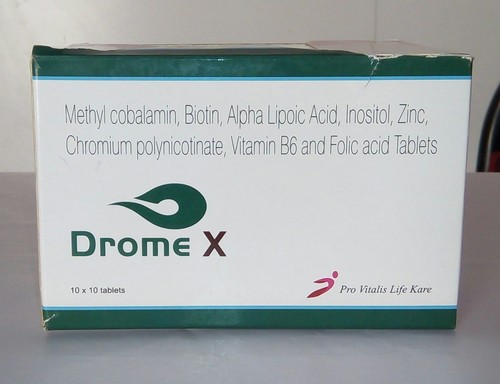 Methyl cobalamin, Biotin, Alpha Lipoic Acid, Inositol, Zinc,
Chromium polynicotinate, Vitamin B6 and Folic acid Tablets
Drome X
10 x 10 tablets
Pro Vitalis Life Kare